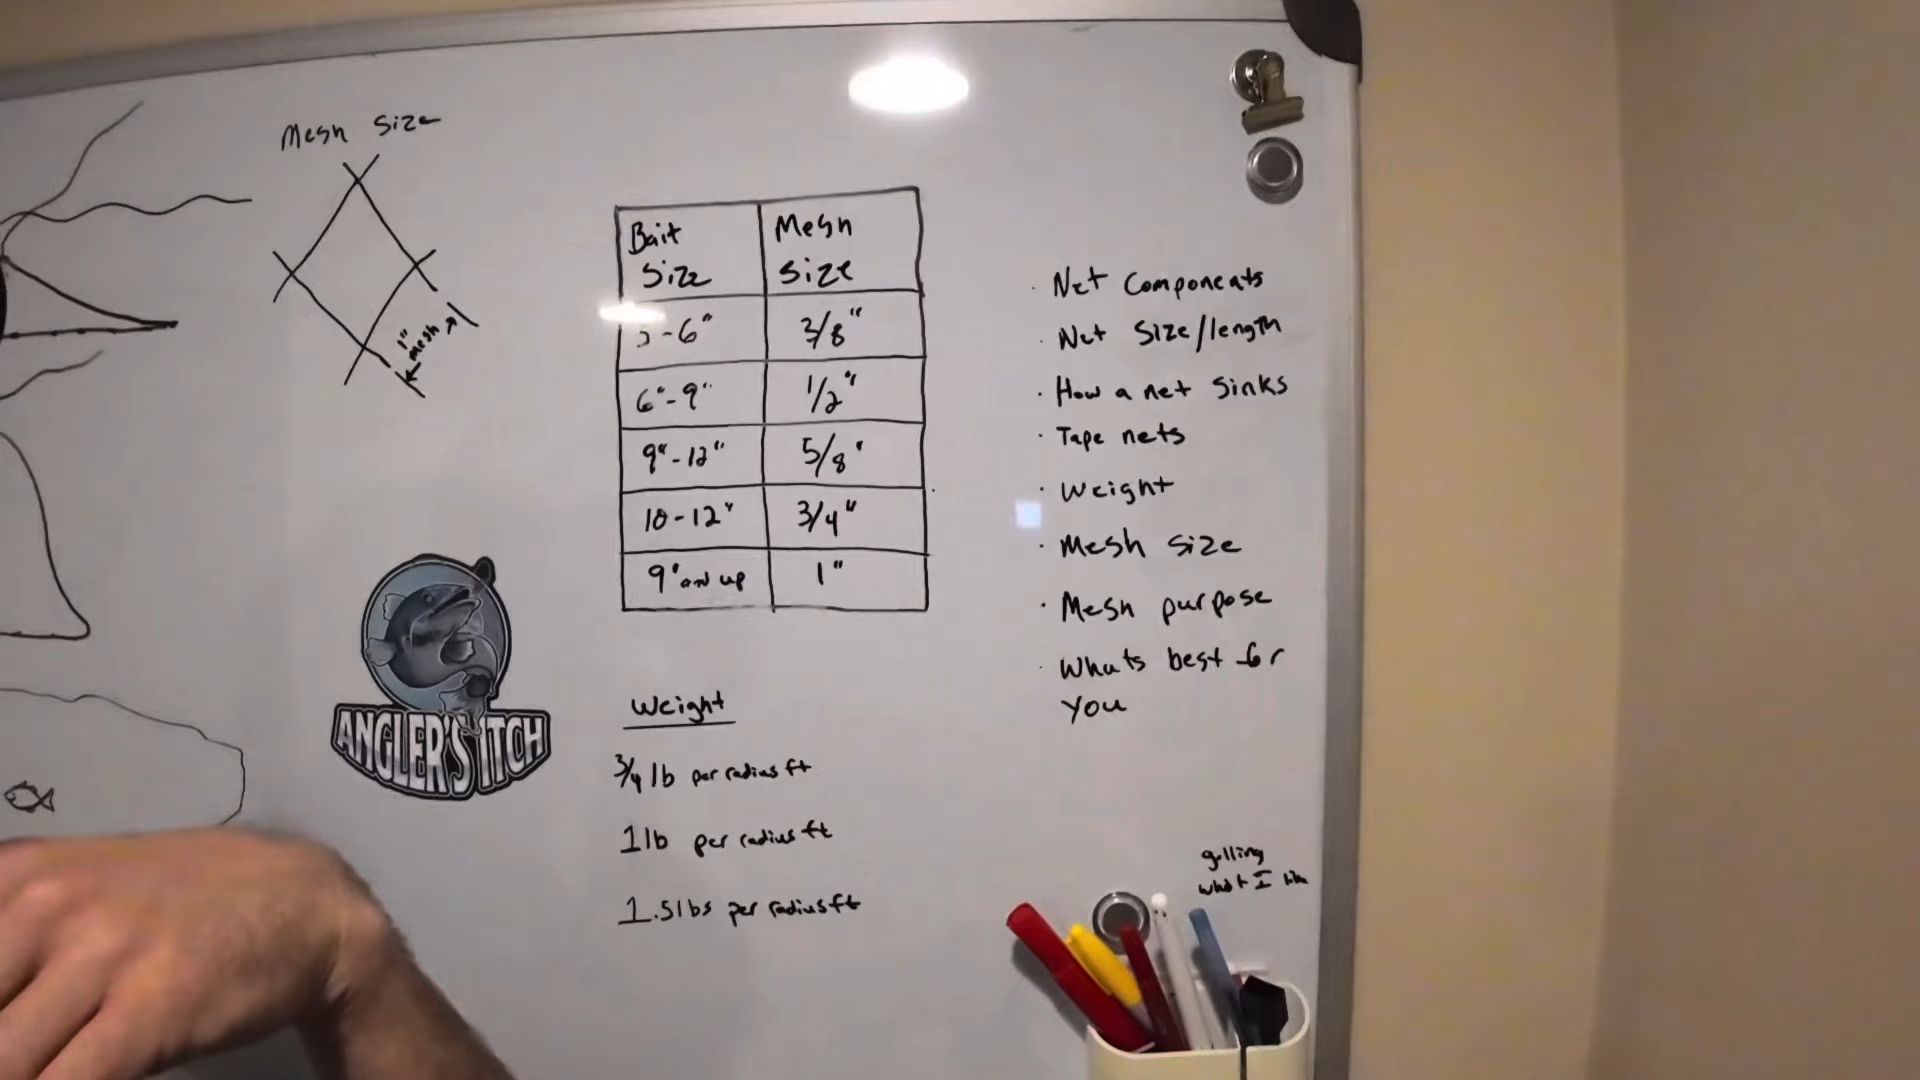 Mesh Size
1"
mesh
Bait Size
Mesh Size
-6"
3/8"
6"-9"
1/2"
9"-12"
5/8"
10-12"
3/4"
9" and up
1"
Weight
3/4 lb per radius ft
1 lb per radius ft
1.5 lbs per radius ft
ANGLER'S ITCH
· Net Components
· Net Size/length
· How a net sinks
· Tape nets
· Weight
· Mesh size
· Mesh purpose
· Whats best for
you
gilling
what I like